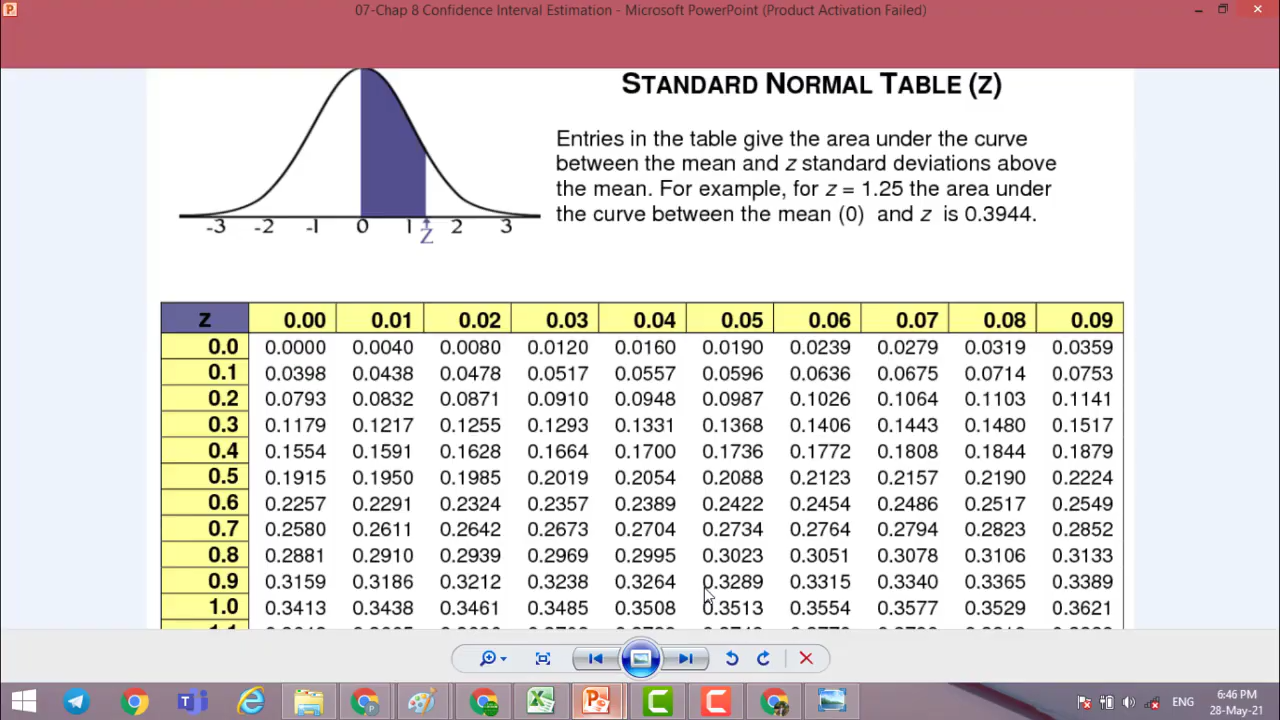 07-Chap 8 Confidence Interval Estimation - Microsoft PowerPoint (Product Activation Failed)
STANDARD NORMAL TABLE (Z)
Entries in the table give the area under the curve
between the mean and z standard deviations above
the mean. For example, for z = 1.25 the area under
the curve between the mean (0) and z is 0.3944.
-3 -2 -1 0 1 2 3
Z
z 0.00 0.01 0.02 0.03 0.04 0.05 0.06 0.07 0.08 0.09
0.0 0.0000 0.0040 0.0080 0.0120 0.0160 0.0190 0.0239 0.0279 0.0319 0.0359
0.1 0.0398 0.0438 0.0478 0.0517 0.0557 0.0596 0.0636 0.0675 0.0714 0.0753
0.2 0.0793 0.0832 0.0871 0.0910 0.0948 0.0987 0.1026 0.1064 0.1103 0.1141
0.3 0.1179 0.1217 0.1255 0.1293 0.1331 0.1368 0.1406 0.1443 0.1480 0.1517
0.4 0.1554 0.1591 0.1628 0.1664 0.1700 0.1736 0.1772 0.1808 0.1844 0.1879
0.5 0.1915 0.1950 0.1985 0.2019 0.2054 0.2088 0.2123 0.2157 0.2190 0.2224
0.6 0.2257 0.2291 0.2324 0.2357 0.2389 0.2422 0.2454 0.2486 0.2517 0.2549
0.7 0.2580 0.2611 0.2642 0.2673 0.2704 0.2734 0.2764 0.2794 0.2823 0.2852
0.8 0.2881 0.2910 0.2939 0.2969 0.2995 0.3023 0.3051 0.3078 0.3106 0.3133
0.9 0.3159 0.3186 0.3212 0.3238 0.3264 0.3289 0.3315 0.3340 0.3365 0.3389
1.0 0.3413 0.3438 0.3461 0.3485 0.3508 0.3513 0.3554 0.3577 0.3529 0.3621
ENG
6:46 PM
28-May-21